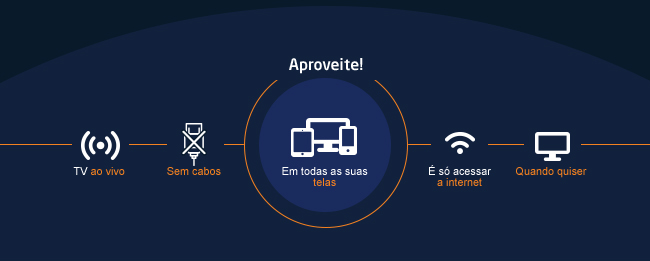 Aproveite!
TV ao vivo
Sem cabos
Em todas as suas
telas
É só acessar
a internet
Quando quiser